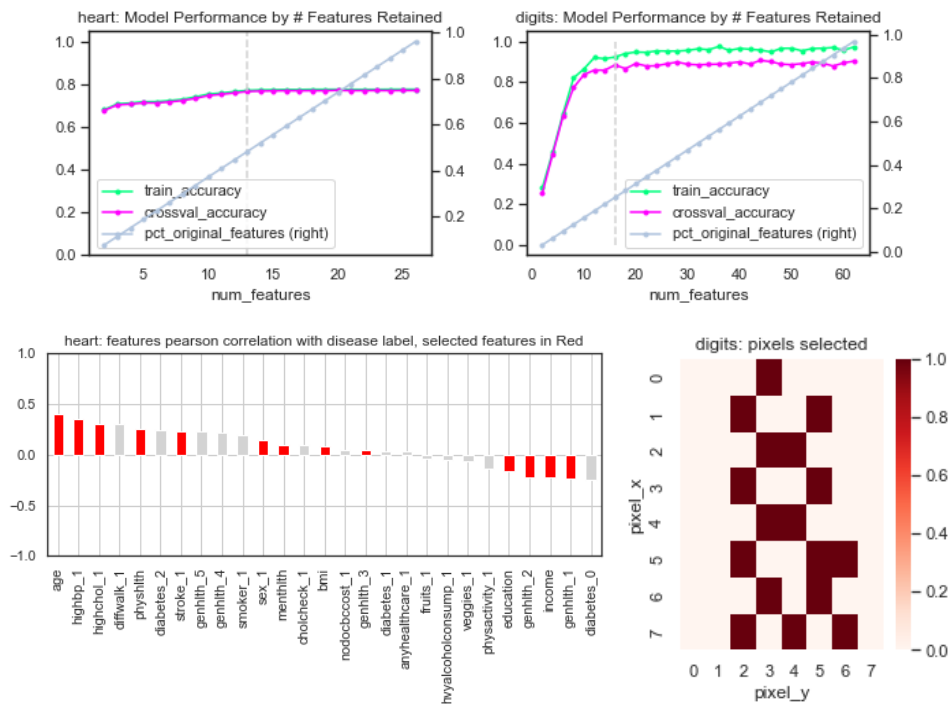 heart: Model Performance by # Features Retained
1.0
0.8
0.6
0.4
0.2
0.0
1.0
0.8
0.6
0.4
0.2
train_accuracy
crossval_accuracy
pct_original_features (right)
5 10 15 20 25
num_features
digits: Model Performance by # Features Retained
1.0
0.8
0.6
0.4
0.2
0.0
1.0
0.8
0.6
0.4
0.2
0.0
train_accuracy
crossval_accuracy
pct_original_features (right)
0 10 20 30 40 50 60
num_features
heart: features pearson correlation with disease label, selected features in Red
1.0
0.5
0.0
−0.5
−1.0
age
highbp_1
highchol_1
diffwalk_1
physhlth
diabetes_2
stroke_1
genhlth_5
genhlth_4
smoker_1
sex_1
menthlth
cholcheck_1
bmi
nodocbccost_1
genhlth_3
diabetes_1
anyhealthcare_1
fruits_1
hvyalcoholconsump_1
veggies_1
physactivity_1
education
genhlth_2
income
genhlth_1
diabetes_0
digits: pixels selected
pixel_x
0
1
2
3
4
5
6
7
0 1 2 3 4 5 6 7
pixel_y
1.0
0.8
0.6
0.4
0.2
0.0